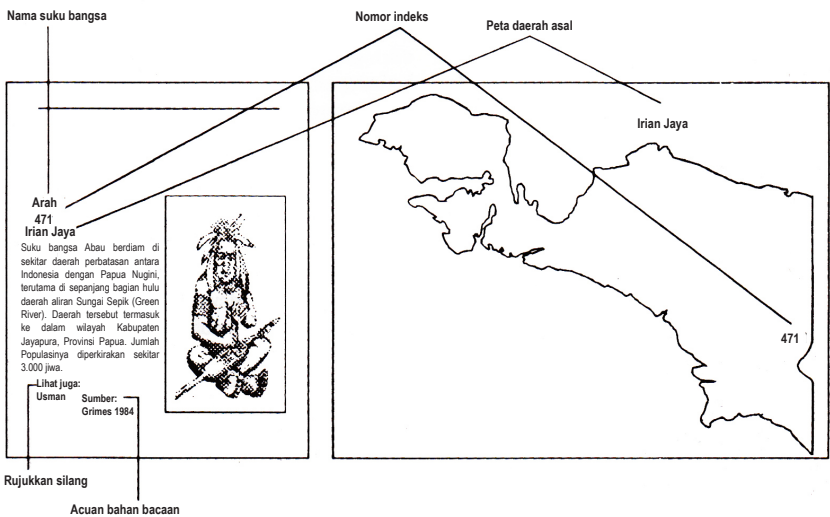 Nama suku bangsa
Nomor indeks
Peta daerah asal
Irian Jaya
Arah
471
Irian Jaya
Suku bangsa Abau berdiam di
sekitar daerah perbatasan antara
Indonesia dengan Papua Nugini,
terutama di sepanjang bagian hulu
daerah aliran Sungai Sepik (Green
River). Daerah tersebut termasuk
ke dalam wilayah Kabupaten
Jayapura, Provinsi Papua. Jumlah
Populasinya diperkirakan sekitar
3.000 jiwa.
Lihat juga:
Usman
Sumber:
Grimes 1984
471
Rujukkan silang
Acuan bahan bacaan